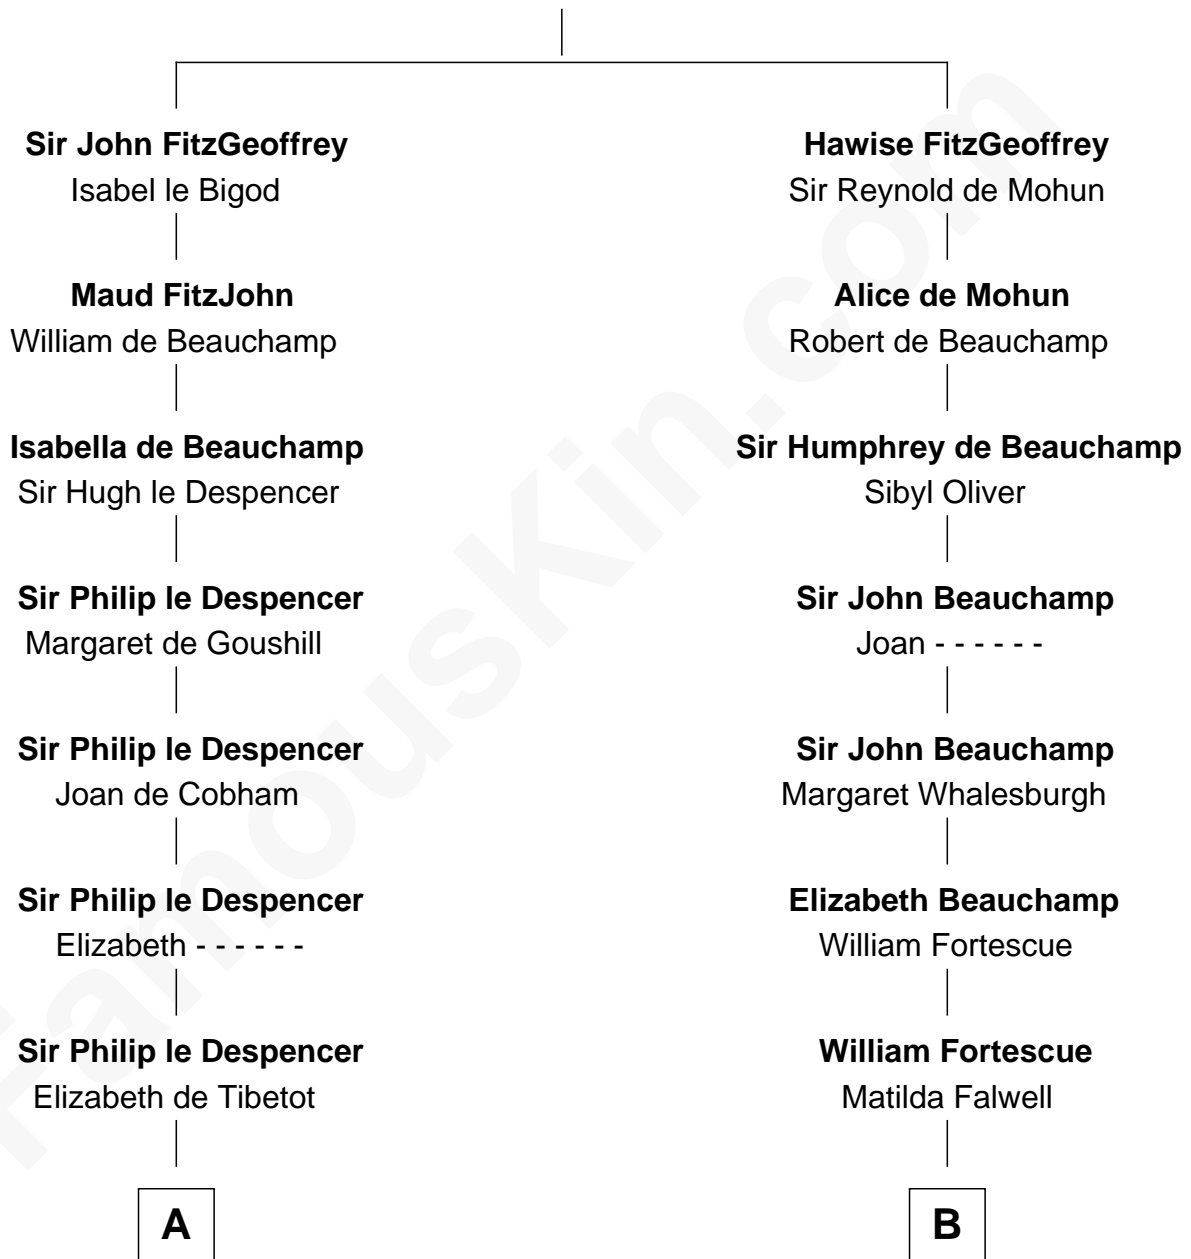 Sir John FitzGeoffrey
Isabel le Bigod
Maud FitzJohn
William de Beauchamp
Isabella de Beauchamp
Sir Hugh le Despencer
Sir Philip le Despencer
Margaret de Goushill
Sir Philip le Despencer
Joan de Cobham
Sir Philip le Despencer
Elizabeth - - - - - -
Sir Philip le Despencer
Elizabeth de Tibetot
A
Hawise FitzGeoffrey
Sir Reynold de Mohun
Alice de Mohun
Robert de Beauchamp
Sir Humphrey de Beauchamp
Sibyl Oliver
Sir John Beauchamp
Joan - - - - - -
Sir John Beauchamp
Margaret Whalesburgh
Elizabeth Beauchamp
William Fortescue
William Fortescue
Matilda Falwell
B
FamousKin.com